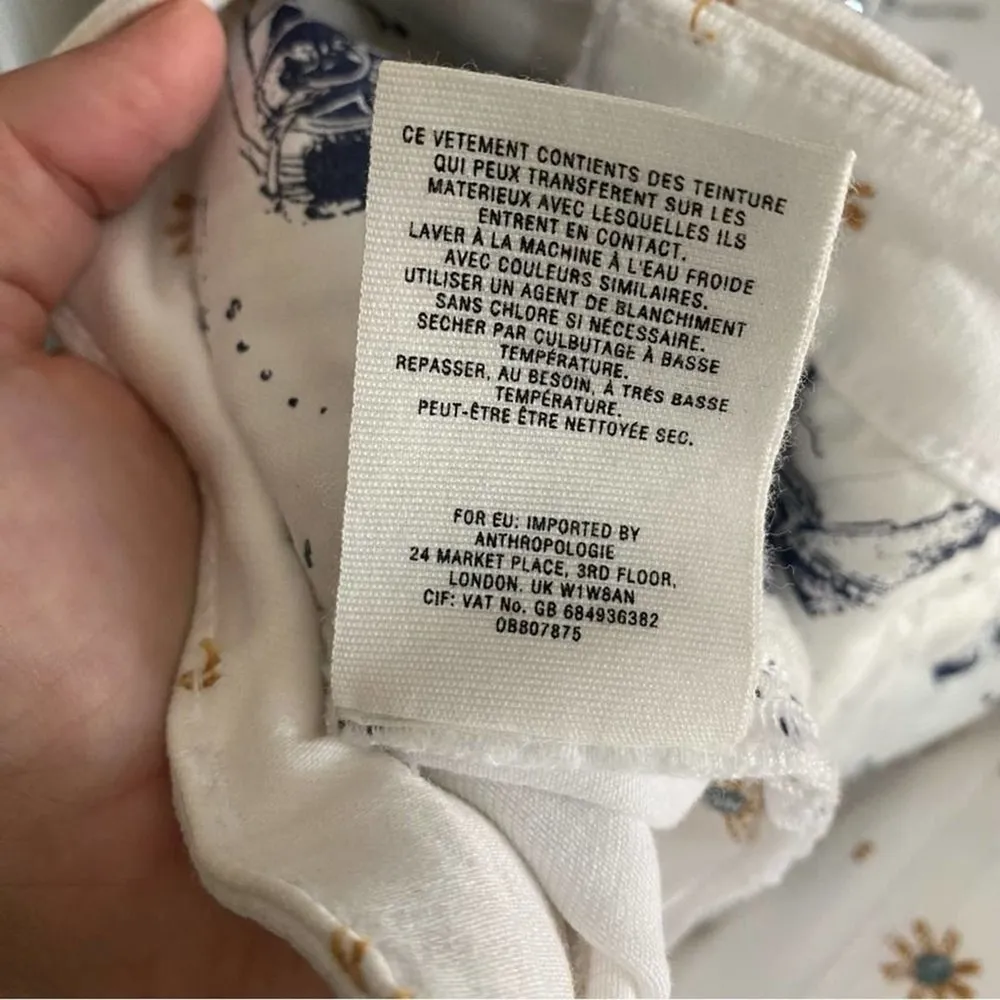 CE VETEMENT CONTIENTS DES TEINTURE
QUI PEUX TRANSFERENT SUR LES
MATERIEUX AVEC LESQUELLES ILS
ENTRENT EN CONTACT.
LAVER À LA MACHINE À L'EAU FROIDE
AVEC COULEURS SIMILAIRES.
UTILISER UN AGENT DE BLANCHIMENT
SANS CHLORE SI NÉCESSAIRE.
SECHER PAR CULBUTAGE À BASSE
TEMPÉRATURE.
REPASSER, AU BESOIN, À TRÉS BASSE
TEMPÉRATURE.
PEUT-ÊTRE ÊTRE NETTOYÉE SEC.
FOR EU: IMPORTED BY
ANTHROPOLOGIE
24 MARKET PLACE, 3RD FLOOR,
LONDON. UK W1W8AN
CIF: VAT No. GB 684936382
0B807875